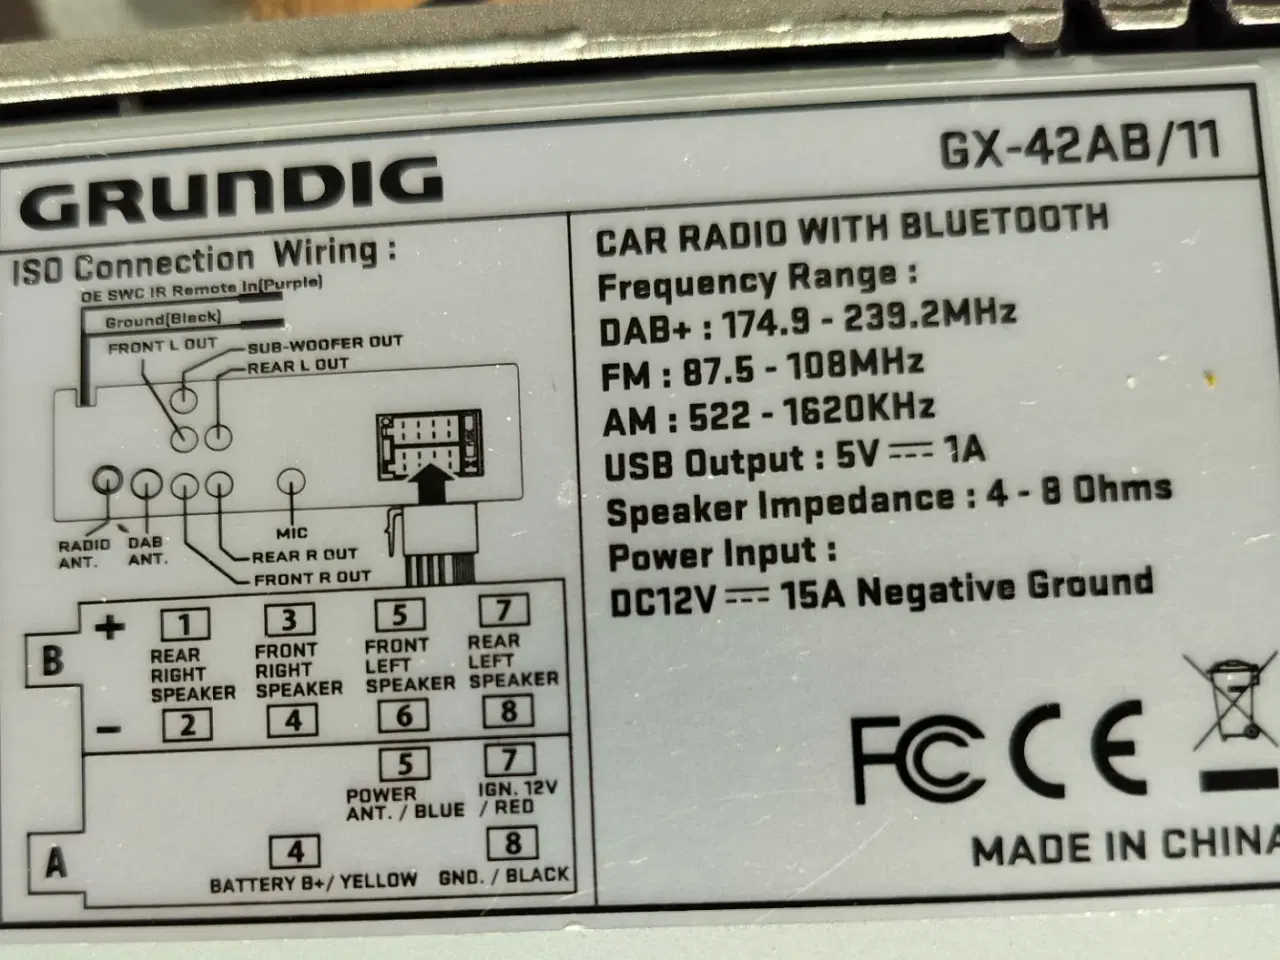 GRUNDIG
GX-42AB/11
ISO Connection Wiring :
OE SWC IR Remote In(Purple)
Ground(Black)
FRONT L OUT
SUB-WOOFER OUT
REAR L OUT
RADIO ANT.
DAB ANT.
MIC
REAR R OUT
FRONT R OUT
B
+ 1 3 5 7
REAR RIGHT SPEAKER
FRONT RIGHT SPEAKER
FRONT LEFT SPEAKER
REAR LEFT SPEAKER
- 2 4 6 8
A
5 7
POWER ANT. / BLUE
IGN. 12V / RED
4 8
BATTERY B+/ YELLOW
GND. / BLACK
CAR RADIO WITH BLUETOOTH
Frequency Range :
DAB+ : 174.9 - 239.2MHz
FM : 87.5 - 108MHz
AM : 522 - 1620KHz
USB Output : 5V ⎓ 1A
Speaker Impedance : 4 - 8 Ohms
Power Input :
DC12V ⎓ 15A Negative Ground
FC CE
MADE IN CHINA